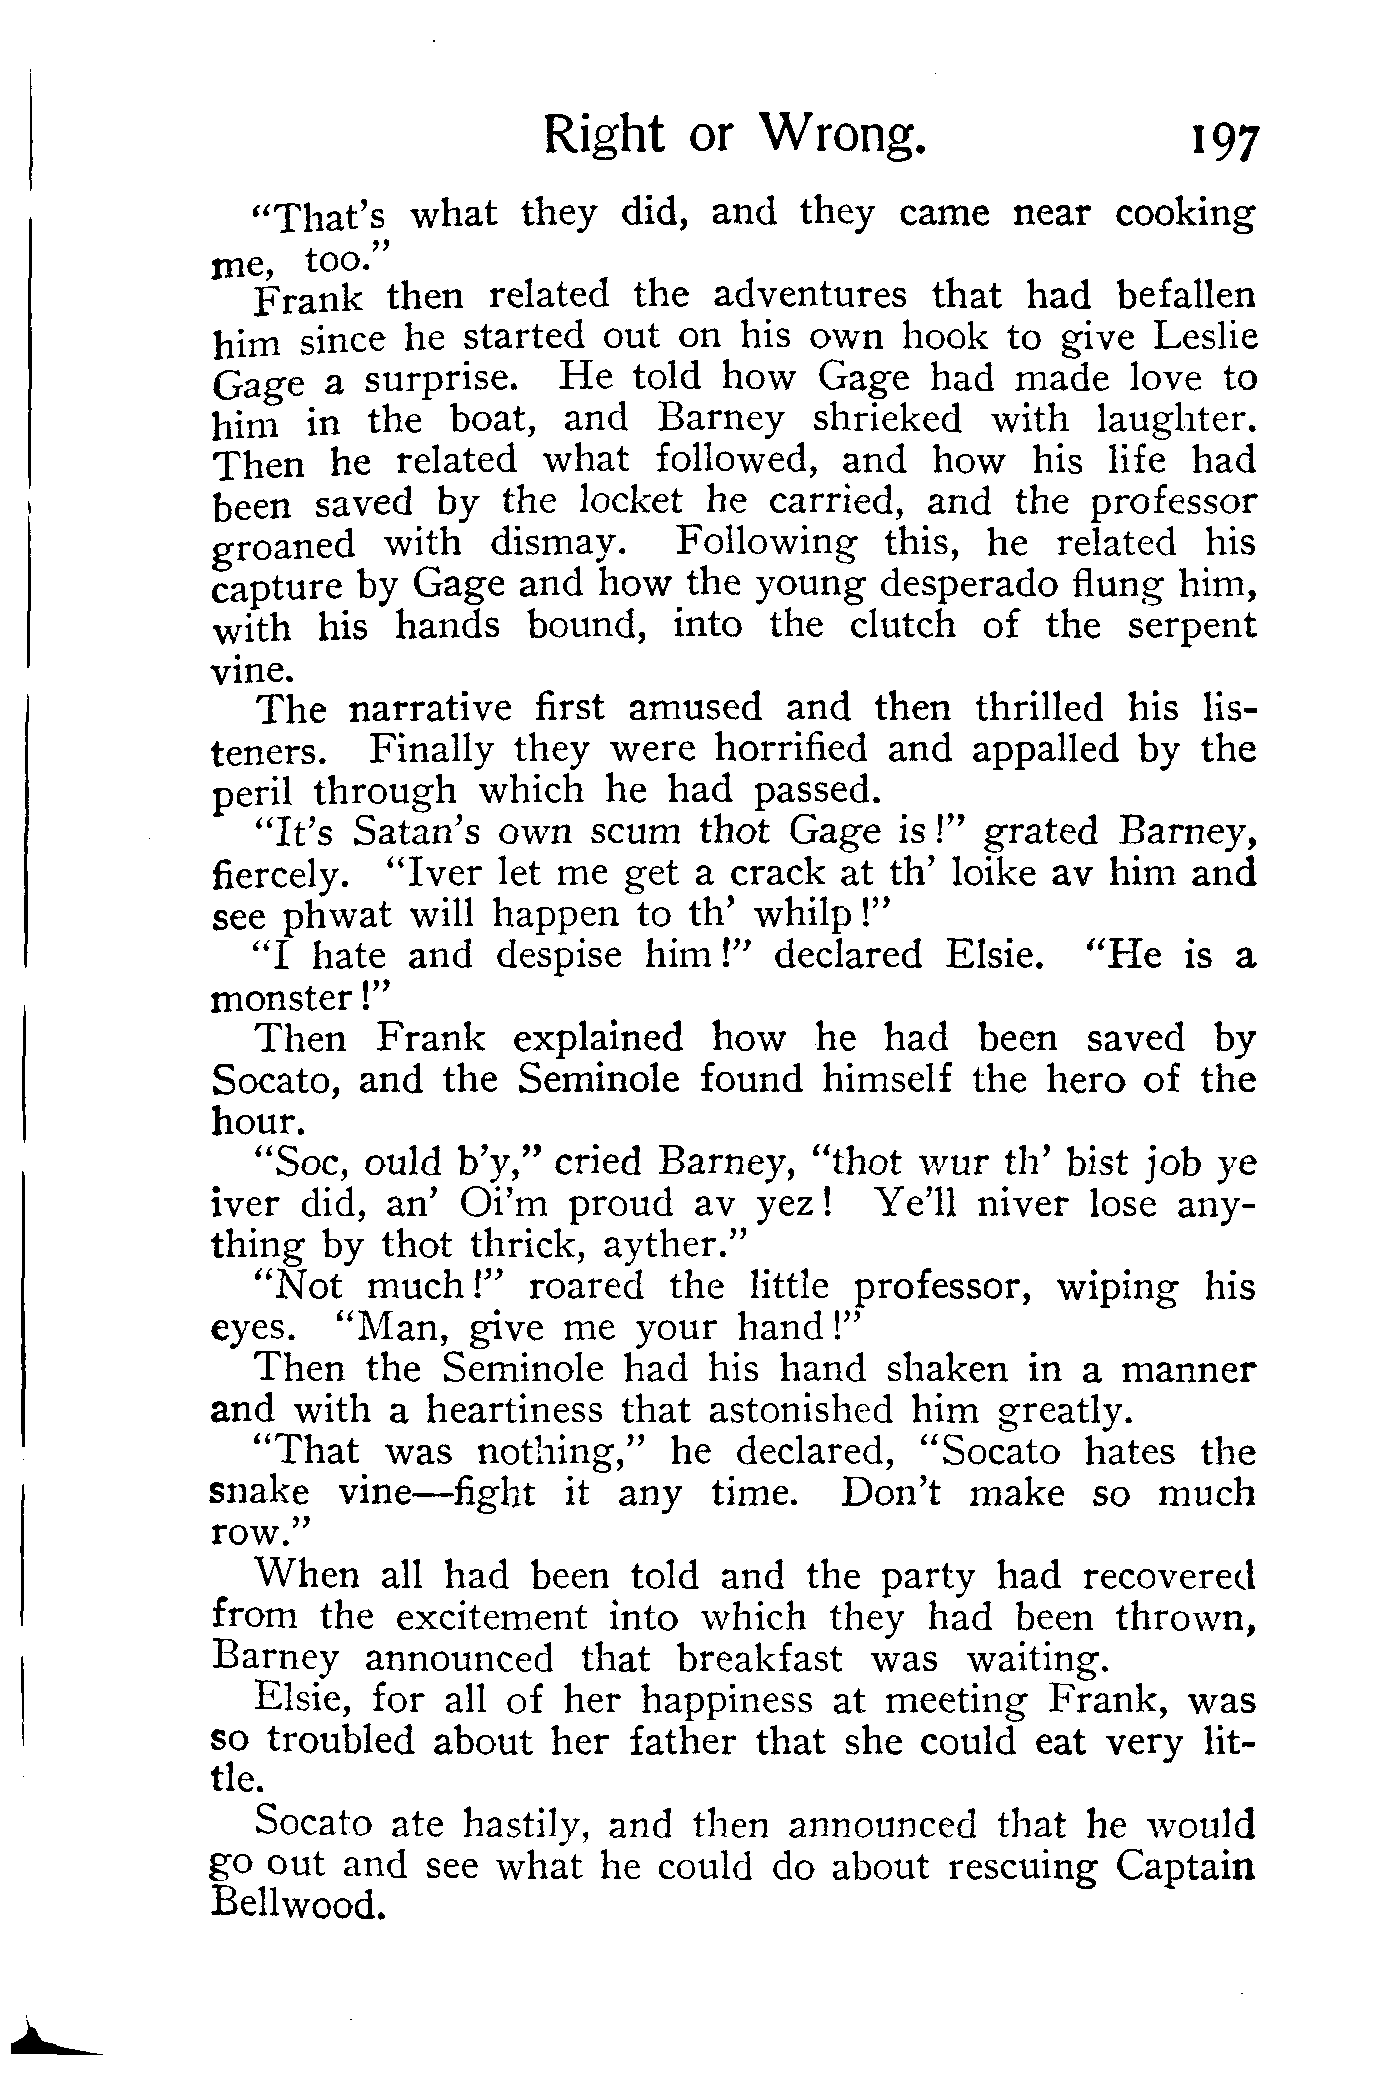 Right or Wrong. 197
“That’s what they did, and they came near cooking
me, too.”
Frank then related the adventures that had befallen
him since he started out on his own hook to give Leslie
Gage a surprise. He told how Gage had made love to
him in the boat, and Barney shrieked with laughter.
Then he related what followed, and how his life had
been saved by the locket he carried, and the professor
groaned with dismay. Following this, he related his
capture by Gage and how the young desperado flung him,
with his hands bound, into the clutch of the serpent
vine.
The narrative first amused and then thrilled his lis-
teners. Finally they were horrified and appalled by the
peril through which he had passed.
“It’s Satan’s own scum thot Gage is!” grated Barney,
fiercely. “Iver let me get a crack at th’ loike av him and
see phwat will happen to th’ whilp!”
“I hate and despise him!” declared Elsie. “He is a
monster!”
Then Frank explained how he had been saved by
Socato, and the Seminole found himself the hero of the
hour.
“Soc, ould b’y,” cried Barney, “thot wur th’ bist job ye
iver did, an’ Oi’m proud av yez! Ye’ll niver lose any-
thing by thot thrick, ayther.”
“Not much!” roared the little professor, wiping his
eyes. “Man, give me your hand!”
Then the Seminole had his hand shaken in a manner
and with a heartiness that astonished him greatly.
“That was nothing,” he declared, “Socato hates the
snake vine—fight it any time. Don’t make so much
row.”
When all had been told and the party had recovered
from the excitement into which they had been thrown,
Barney announced that breakfast was waiting.
Elsie, for all of her happiness at meeting Frank, was
so troubled about her father that she could eat very lit-
tle.
Socato ate hastily, and then announced that he would
go out and see what he could do about rescuing Captain
Bellwood.